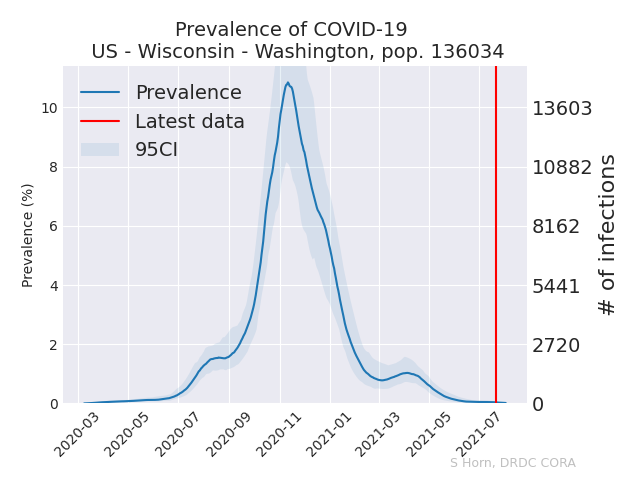 Prevalence of COVID-19
US - Wisconsin - Washington, pop. 136034
Prevalence
Latest data
95CI
Prevalence (%)
10
8
6
4
2
0
13603
10882
8162
5441
2720
0
# of infections
2020-03
2020-05
2020-07
2020-09
2020-11
2021-01
2021-03
2021-05
2021-07
S Horn, DRDC CORA